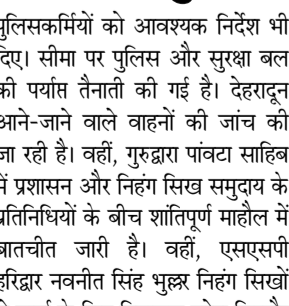 पुलिसकर्मियों को आवश्यक निर्देश भी
दिए। सीमा पर पुलिस और सुरक्षा बल
की पर्याप्त तैनाती की गई है। देहरादून
आने-जाने वाले वाहनों की जांच की
जा रही है। वहीं, गुरुद्वारा पांवटा साहिब
में प्रशासन और निहंग सिख समुदाय के
प्रतिनिधियों के बीच शांतिपूर्ण माहौल में
बातचीत जारी है। वहीं, एसएसपी
हरिद्वार नवनीत सिंह भुल्लर निहंग सिखों